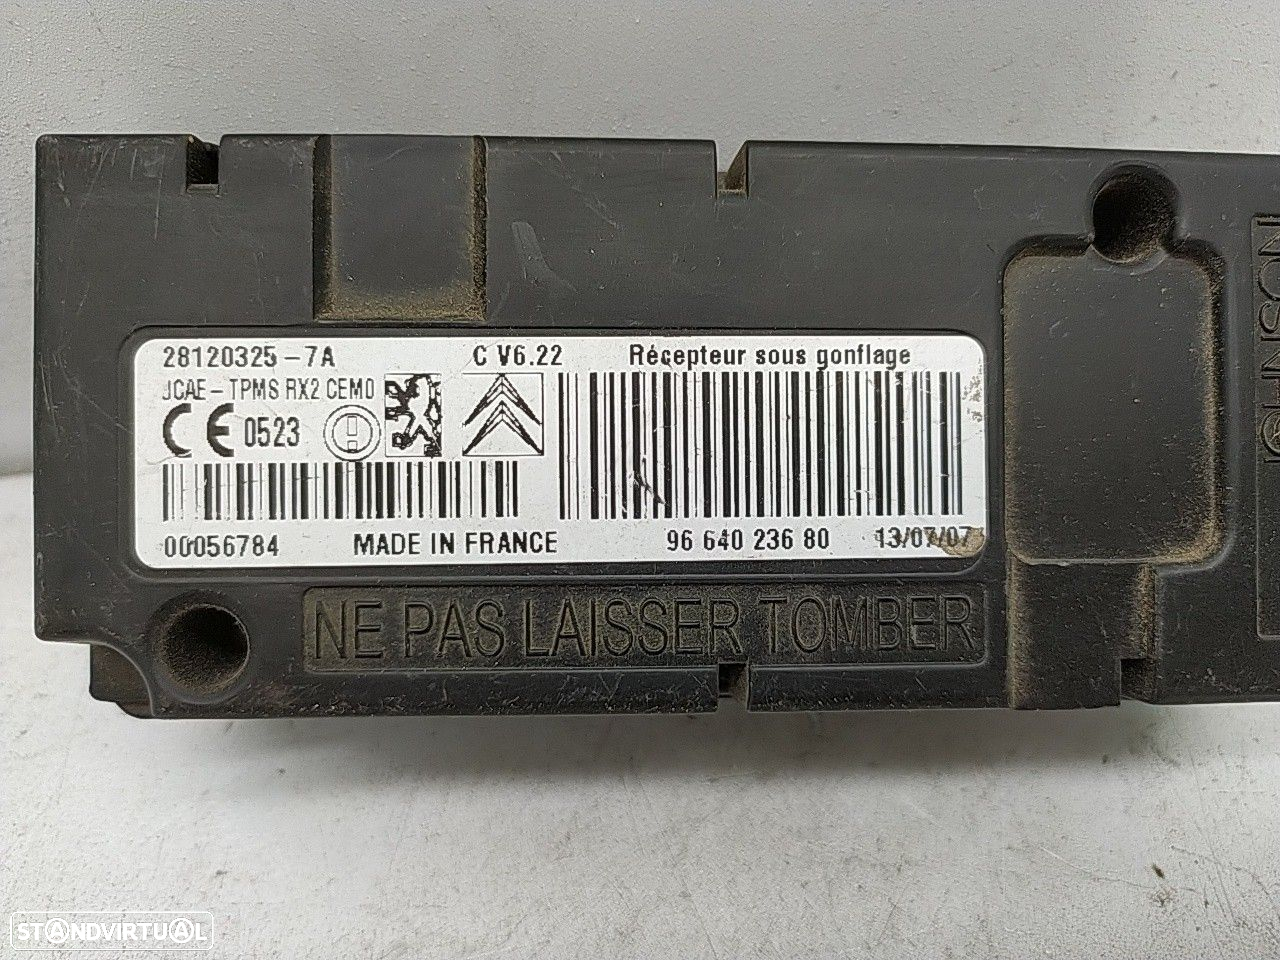 28120325-7A C V6.22 Récepteur sous gonflage
JCAE-TPMS RX2 CEM0
CE 0523
00056784 MADE IN FRANCE 96 640 236 80 13/07/07
NE PAS LAISSER TOMBER
JOHNSON
STANDVIRTUAL